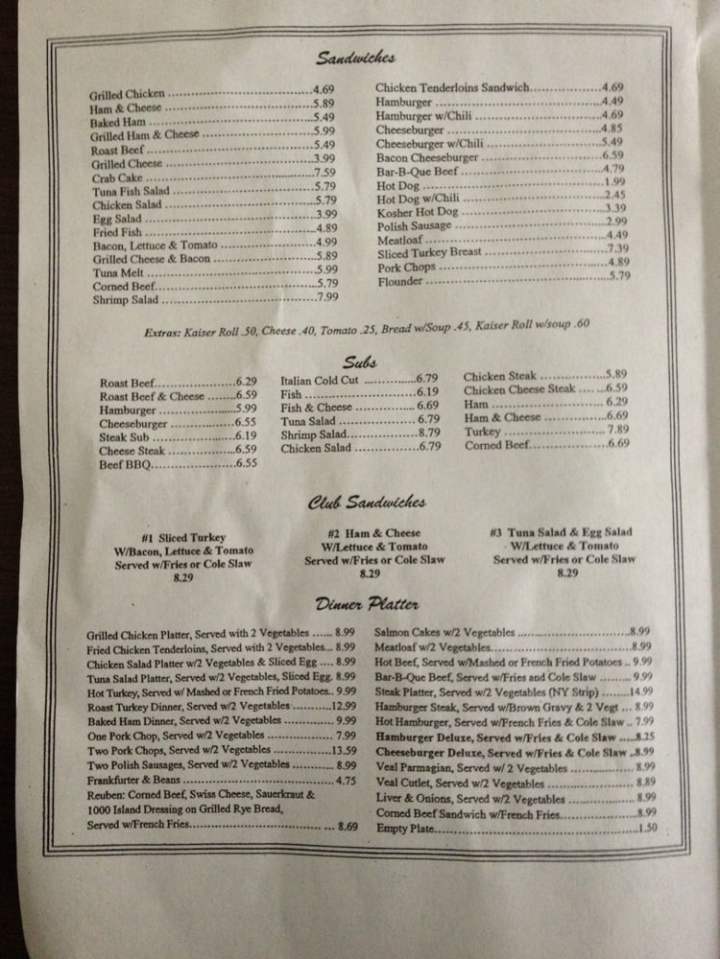 Sandwiches
Grilled Chicken 4.69
Ham & Cheese 5.89
Baked Ham 5.49
Grilled Ham & Cheese 5.99
Roast Beef 5.49
Grilled Cheese 3.99
Crab Cake 7.59
Tuna Fish Salad 5.79
Chicken Salad 5.79
Egg Salad 3.99
Fried Fish 4.89
Bacon, Lettuce & Tomato 4.99
Grilled Cheese & Bacon 5.89
Tuna Melt 5.99
Corned Beef 5.79
Shrimp Salad 7.99
Chicken Tenderloins Sandwich 4.69
Hamburger 4.49
Hamburger w/Chili 4.69
Cheeseburger 4.85
Cheeseburger w/Chili 5.49
Bacon Cheeseburger 6.59
Bar-B-Que Beef 4.79
Hot Dog 1.99
Hot Dog w/Chili 2.45
Kosher Hot Dog 3.39
Polish Sausage 2.99
Meatloaf 4.49
Sliced Turkey Breast 7.39
Pork Chops 4.89
Flounder 5.79
Extras: Kaiser Roll .50, Cheese .40, Tomato .25, Bread w/Soup .45, Kaiser Roll w/soup .60
Subs
Roast Beef 6.29
Roast Beef & Cheese 6.59
Hamburger 5.99
Cheeseburger 6.55
Steak Sub 6.19
Cheese Steak 6.59
Beef BBQ 6.55
Italian Cold Cut 6.79
Fish 6.19
Fish & Cheese 6.69
Tuna Salad 6.79
Shrimp Salad 8.79
Chicken Salad 6.79
Chicken Steak 5.89
Chicken Cheese Steak 6.59
Ham 6.29
Ham & Cheese 6.69
Turkey 7.89
Corned Beef 6.69
Club Sandwiches
#1 Sliced Turkey
W/Bacon, Lettuce & Tomato
Served w/Fries or Cole Slaw
8.29
#2 Ham & Cheese
W/Lettuce & Tomato
Served w/Fries or Cole Slaw
8.29
#3 Tuna Salad & Egg Salad
W/Lettuce & Tomato
Served w/Fries or Cole Slaw
8.29
Dinner Platter
Grilled Chicken Platter, Served with 2 Vegetables 8.99
Fried Chicken Tenderloins, Served with 2 Vegetables 8.99
Chicken Salad Platter w/2 Vegetables & Sliced Egg 8.99
Tuna Salad Platter, Served w/2 Vegetables, Sliced Egg. 8.99
Hot Turkey, Served w/ Mashed or French Fried Potatoes 9.99
Roast Turkey Dinner, Served w/2 Vegetables 12.99
Baked Ham Dinner, Served w/2 Vegetables 9.99
One Pork Chop, Served w/2 Vegetables 7.99
Two Pork Chops, Served w/2 Vegetables 13.59
Two Polish Sausages, Served w/2 Vegetables 8.99
Frankfurter & Beans 4.75
Reuben: Corned Beef, Swiss Cheese, Sauerkraut &
1000 Island Dressing on Grilled Rye Bread,
Served w/French Fries 8.69
Salmon Cakes w/2 Vegetables 8.99
Meatloaf w/2 Vegetables 8.99
Hot Beef, Served w/Mashed or French Fried Potatoes 9.99
Bar-B-Que Beef, Served w/Fries and Cole Slaw 9.99
Steak Platter, Served w/2 Vegetables (NY Strip) 14.99
Hamburger Steak, Served w/Brown Gravy & 2 Vegt 8.99
Hot Hamburger, Served w/French Fries & Cole Slaw 7.99
Hamburger Deluxe, Served w/Fries & Cole Slaw 8.25
Cheeseburger Deluxe, Served w/Fries & Cole Slaw 8.99
Veal Parmagian, Served w/ 2 Vegetables 8.99
Veal Cutlet, Served w/2 Vegetables 8.89
Liver & Onions, Served w/2 Vegetables 8.99
Corned Beef Sandwich w/French Fries 8.99
Empty Plate 1.50